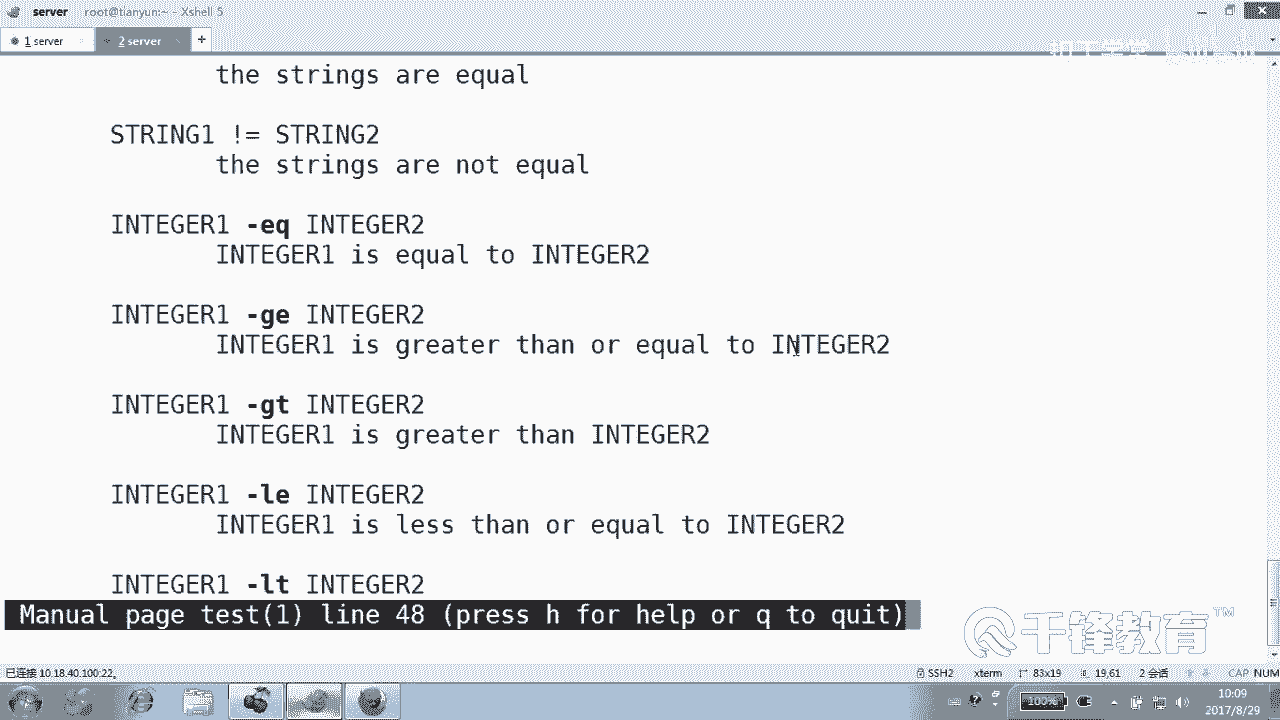 server root@tianyun:~ - Xshell 5
1 server 2 server +
the strings are equal
STRING1 != STRING2
the strings are not equal
INTEGER1 -eq INTEGER2
INTEGER1 is equal to INTEGER2
INTEGER1 -ge INTEGER2
INTEGER1 is greater than or equal to INTEGER2
INTEGER1 -gt INTEGER2
INTEGER1 is greater than INTEGER2
INTEGER1 -le INTEGER2
INTEGER1 is less than or equal to INTEGER2
INTEGER1 -lt INTEGER2
Manual page test(1) line 48 (press h for help or q to quit)
千锋教育™
已连接 10.18.40.100:22。 SSH2 xterm 83x19 19,61 2 会话 CAP NUM
100% 10:09
2017/8/29